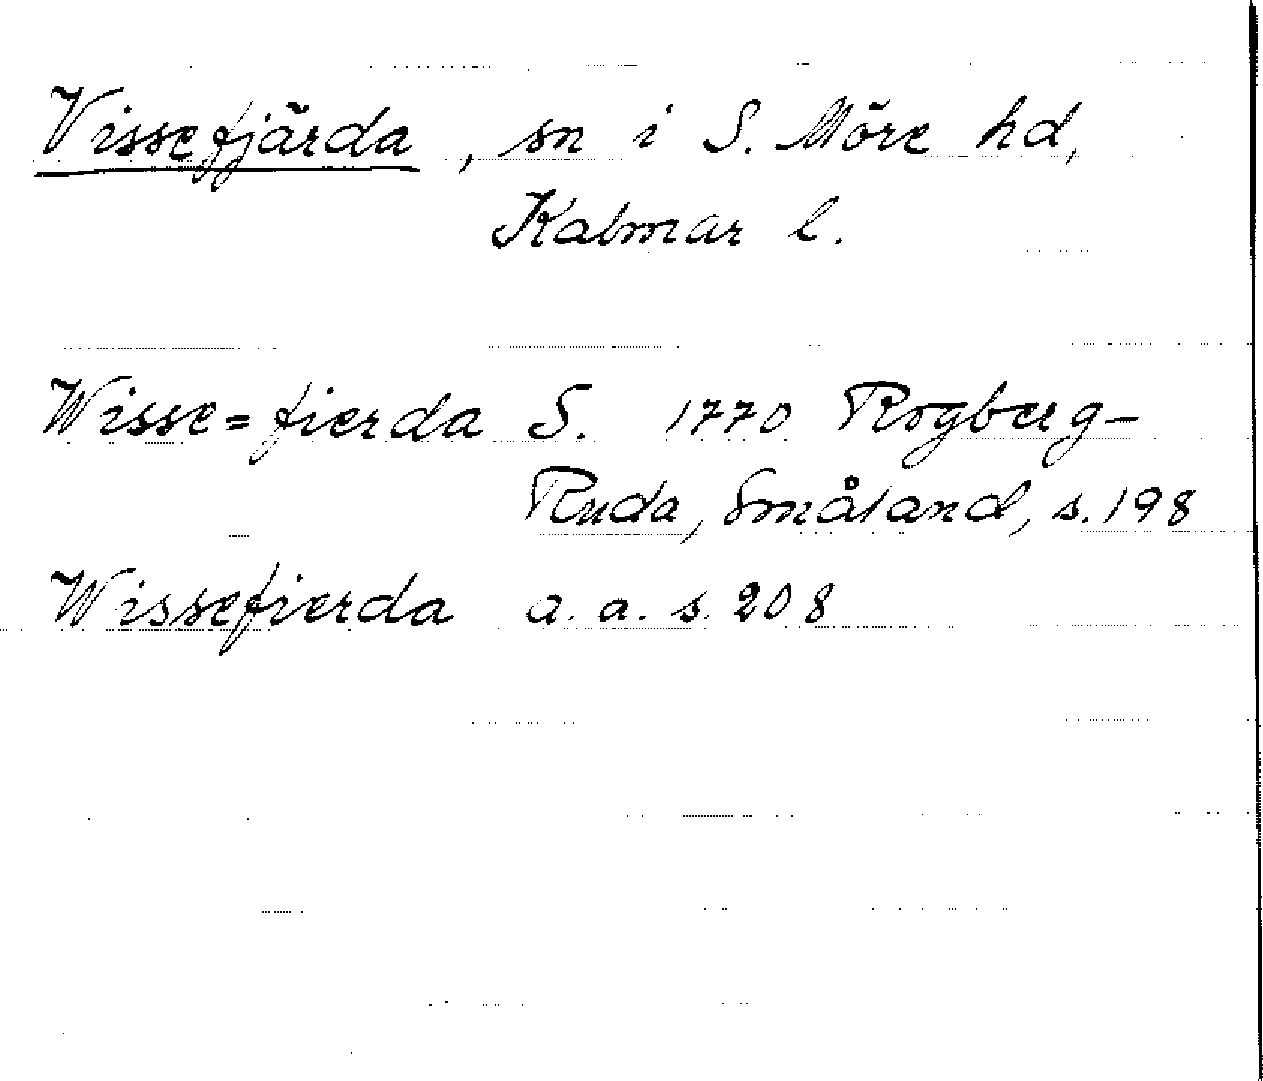 Vissefjärda, sn i S. Möre hd,
Kalmar l.
Wisse=fierda S. 1770 Rogberg-
Ruda, Småland, s. 198
Wissefierda a. a. s. 208